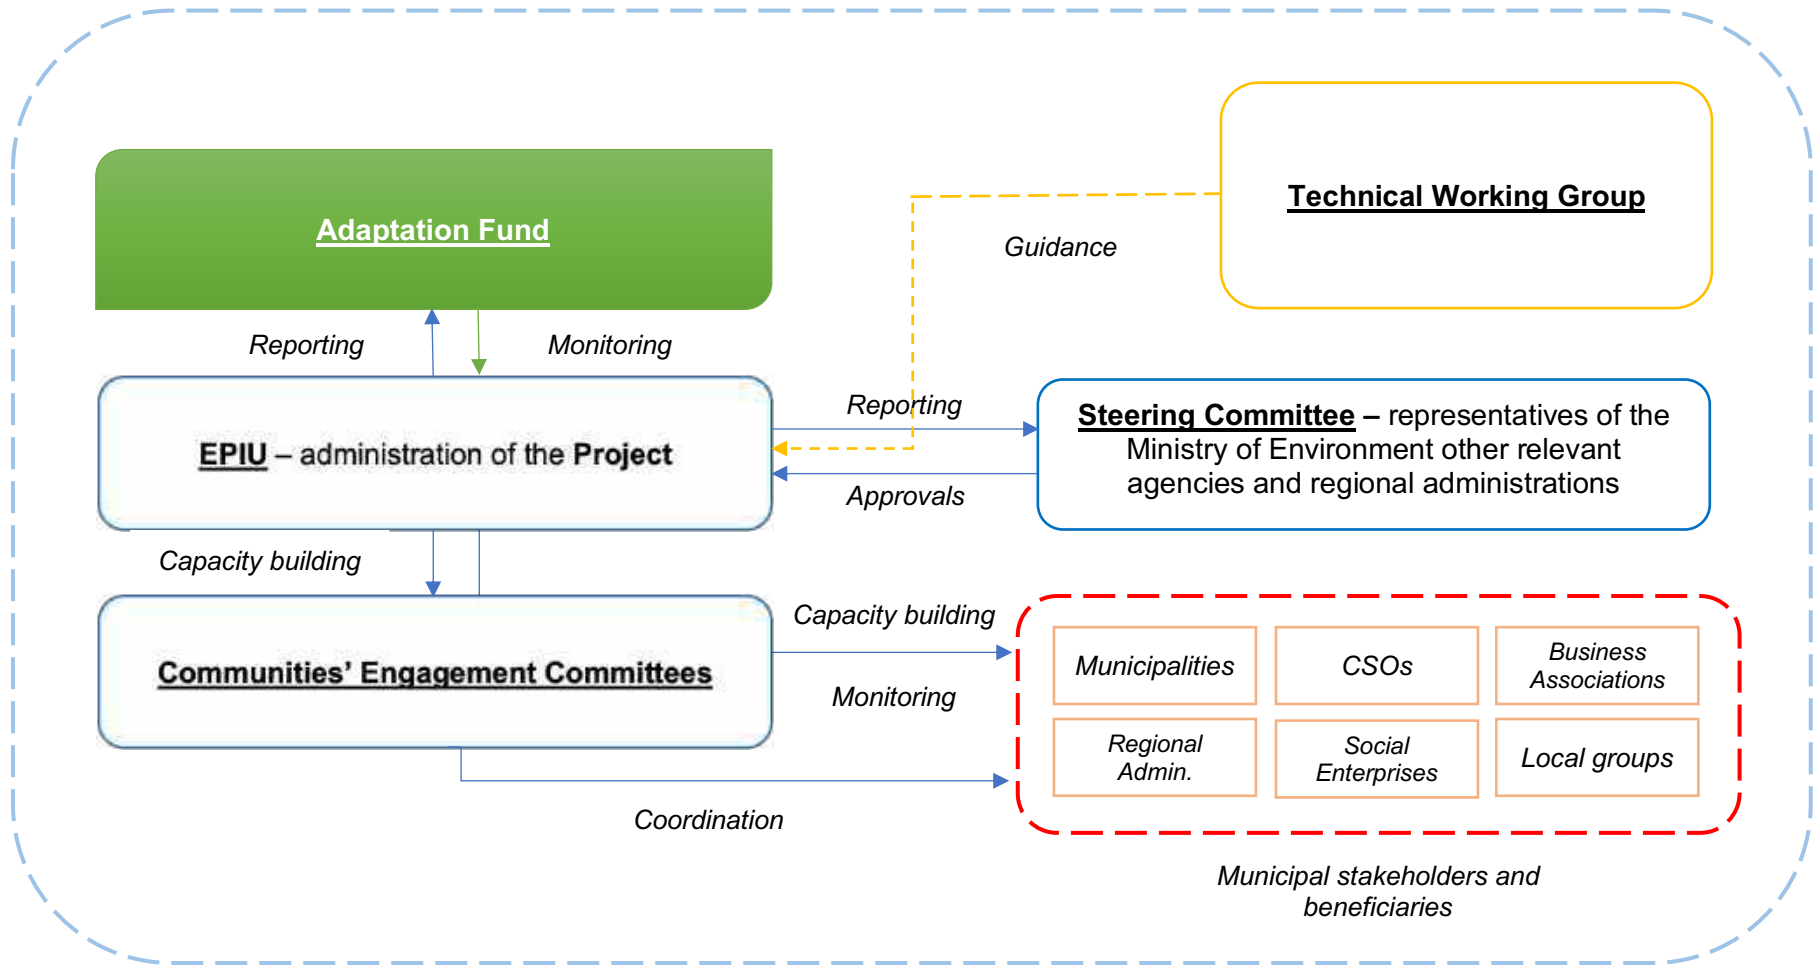 Technical Working Group
Adaptation Fund
Guidance
Reporting
Monitoring
EPIU – administration of the Project
Reporting
Approvals
Steering Committee – representatives of the
Ministry of Environment other relevant
agencies and regional administrations
Capacity building
Communities’ Engagement Committees
Capacity building
Monitoring
Coordination
Municipalities
CSOs
Business
Associations
Regional
Admin.
Social
Enterprises
Local groups
Municipal stakeholders and
beneficiaries